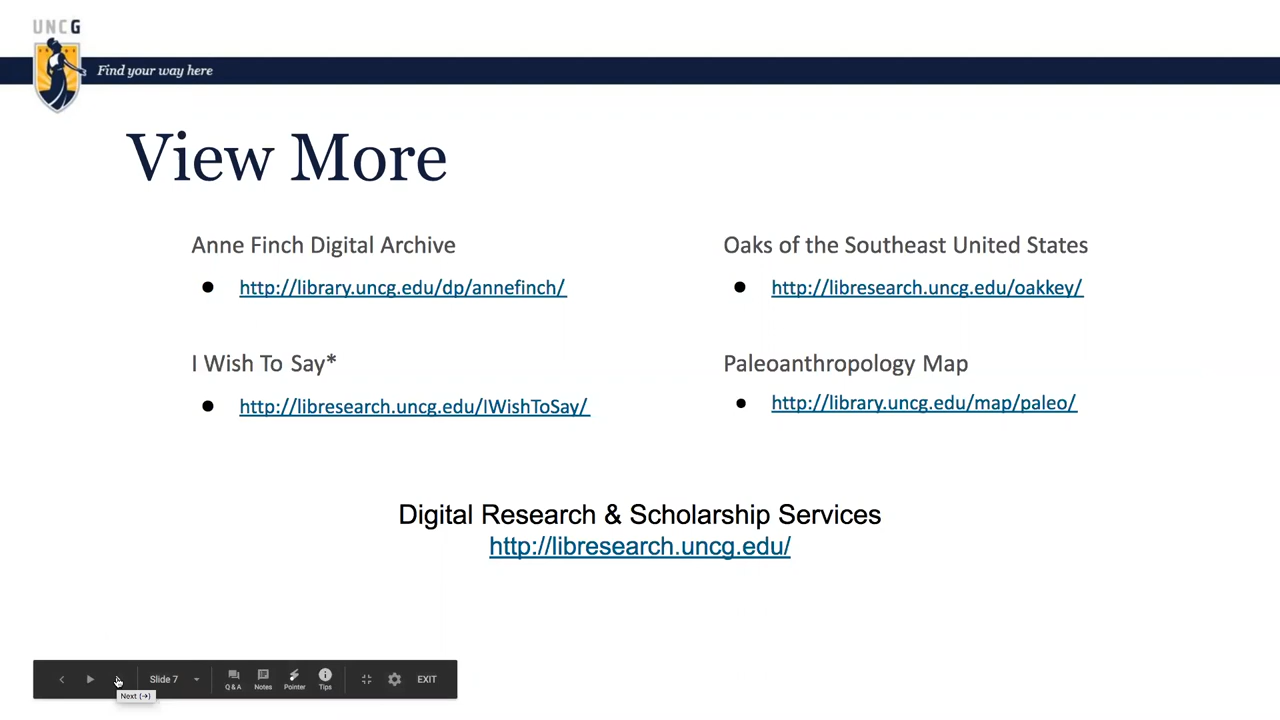 UNCG
Find your way here
View More
Anne Finch Digital Archive
● http://library.uncg.edu/dp/annefinch/
I Wish To Say*
● http://libresearch.uncg.edu/IWishToSay/
Oaks of the Southeast United States
● http://libresearch.uncg.edu/oakkey/
Paleoanthropology Map
● http://library.uncg.edu/map/paleo/
Digital Research & Scholarship Services
http://libresearch.uncg.edu/
Slide 7
Q & A
Notes
Pointer
Tips
EXIT
Next (→)